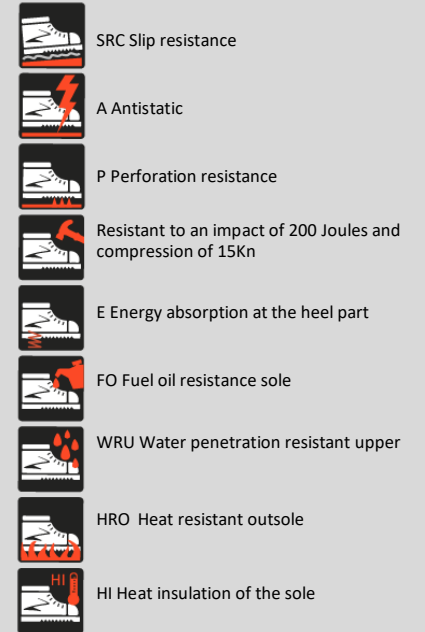 SRC Slip resistance
A Antistatic
P Perforation resistance
Resistant to an impact of 200 Joules and
compression of 15Kn
E Energy absorption at the heel part
FO Fuel oil resistance sole
WRU Water penetration resistant upper
HRO Heat resistant outsole
HI
HI Heat insulation of the sole